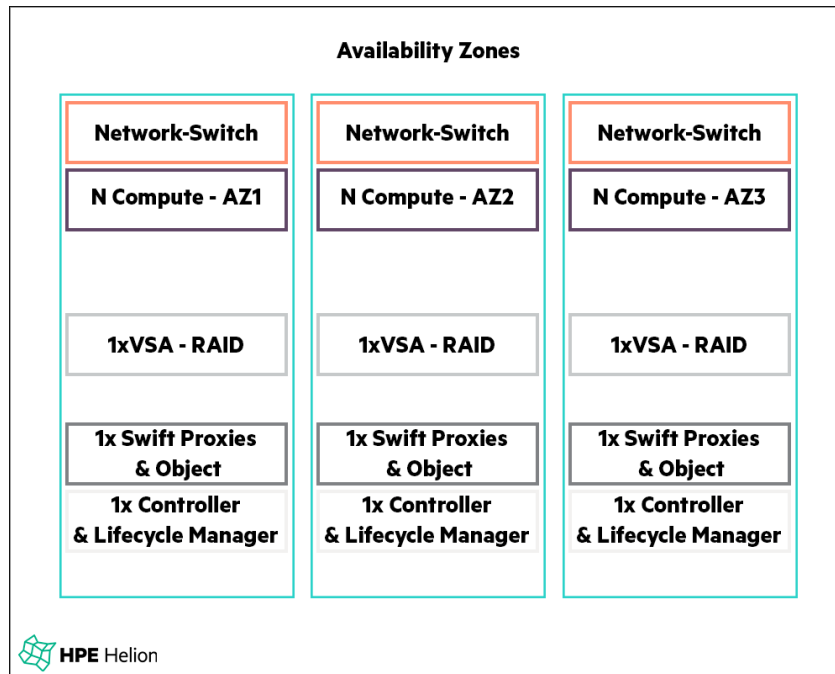 Availability Zones
Network-Switch
N Compute - AZ1
1xVSA - RAID
1x Swift Proxies
& Object
1x Controller
& Lifecycle Manager
Network-Switch
N Compute - AZ2
1xVSA - RAID
1x Swift Proxies
& Object
1x Controller
& Lifecycle Manager
Network-Switch
N Compute - AZ3
1xVSA - RAID
1x Swift Proxies
& Object
1x Controller
& Lifecycle Manager
HPE Helion